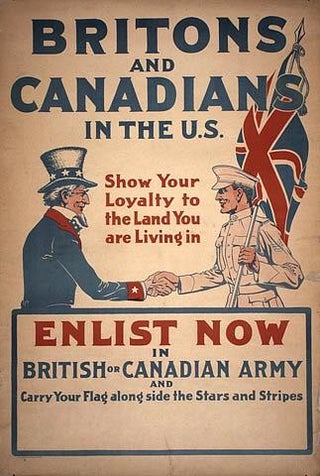 BRITONS
AND
CANADIANS
IN THE U.S.
Show Your
Loyalty to
the Land You
are Living in
ENLIST NOW
IN
BRITISH OR CANADIAN ARMY
AND
Carry Your Flag along side the Stars and Stripes